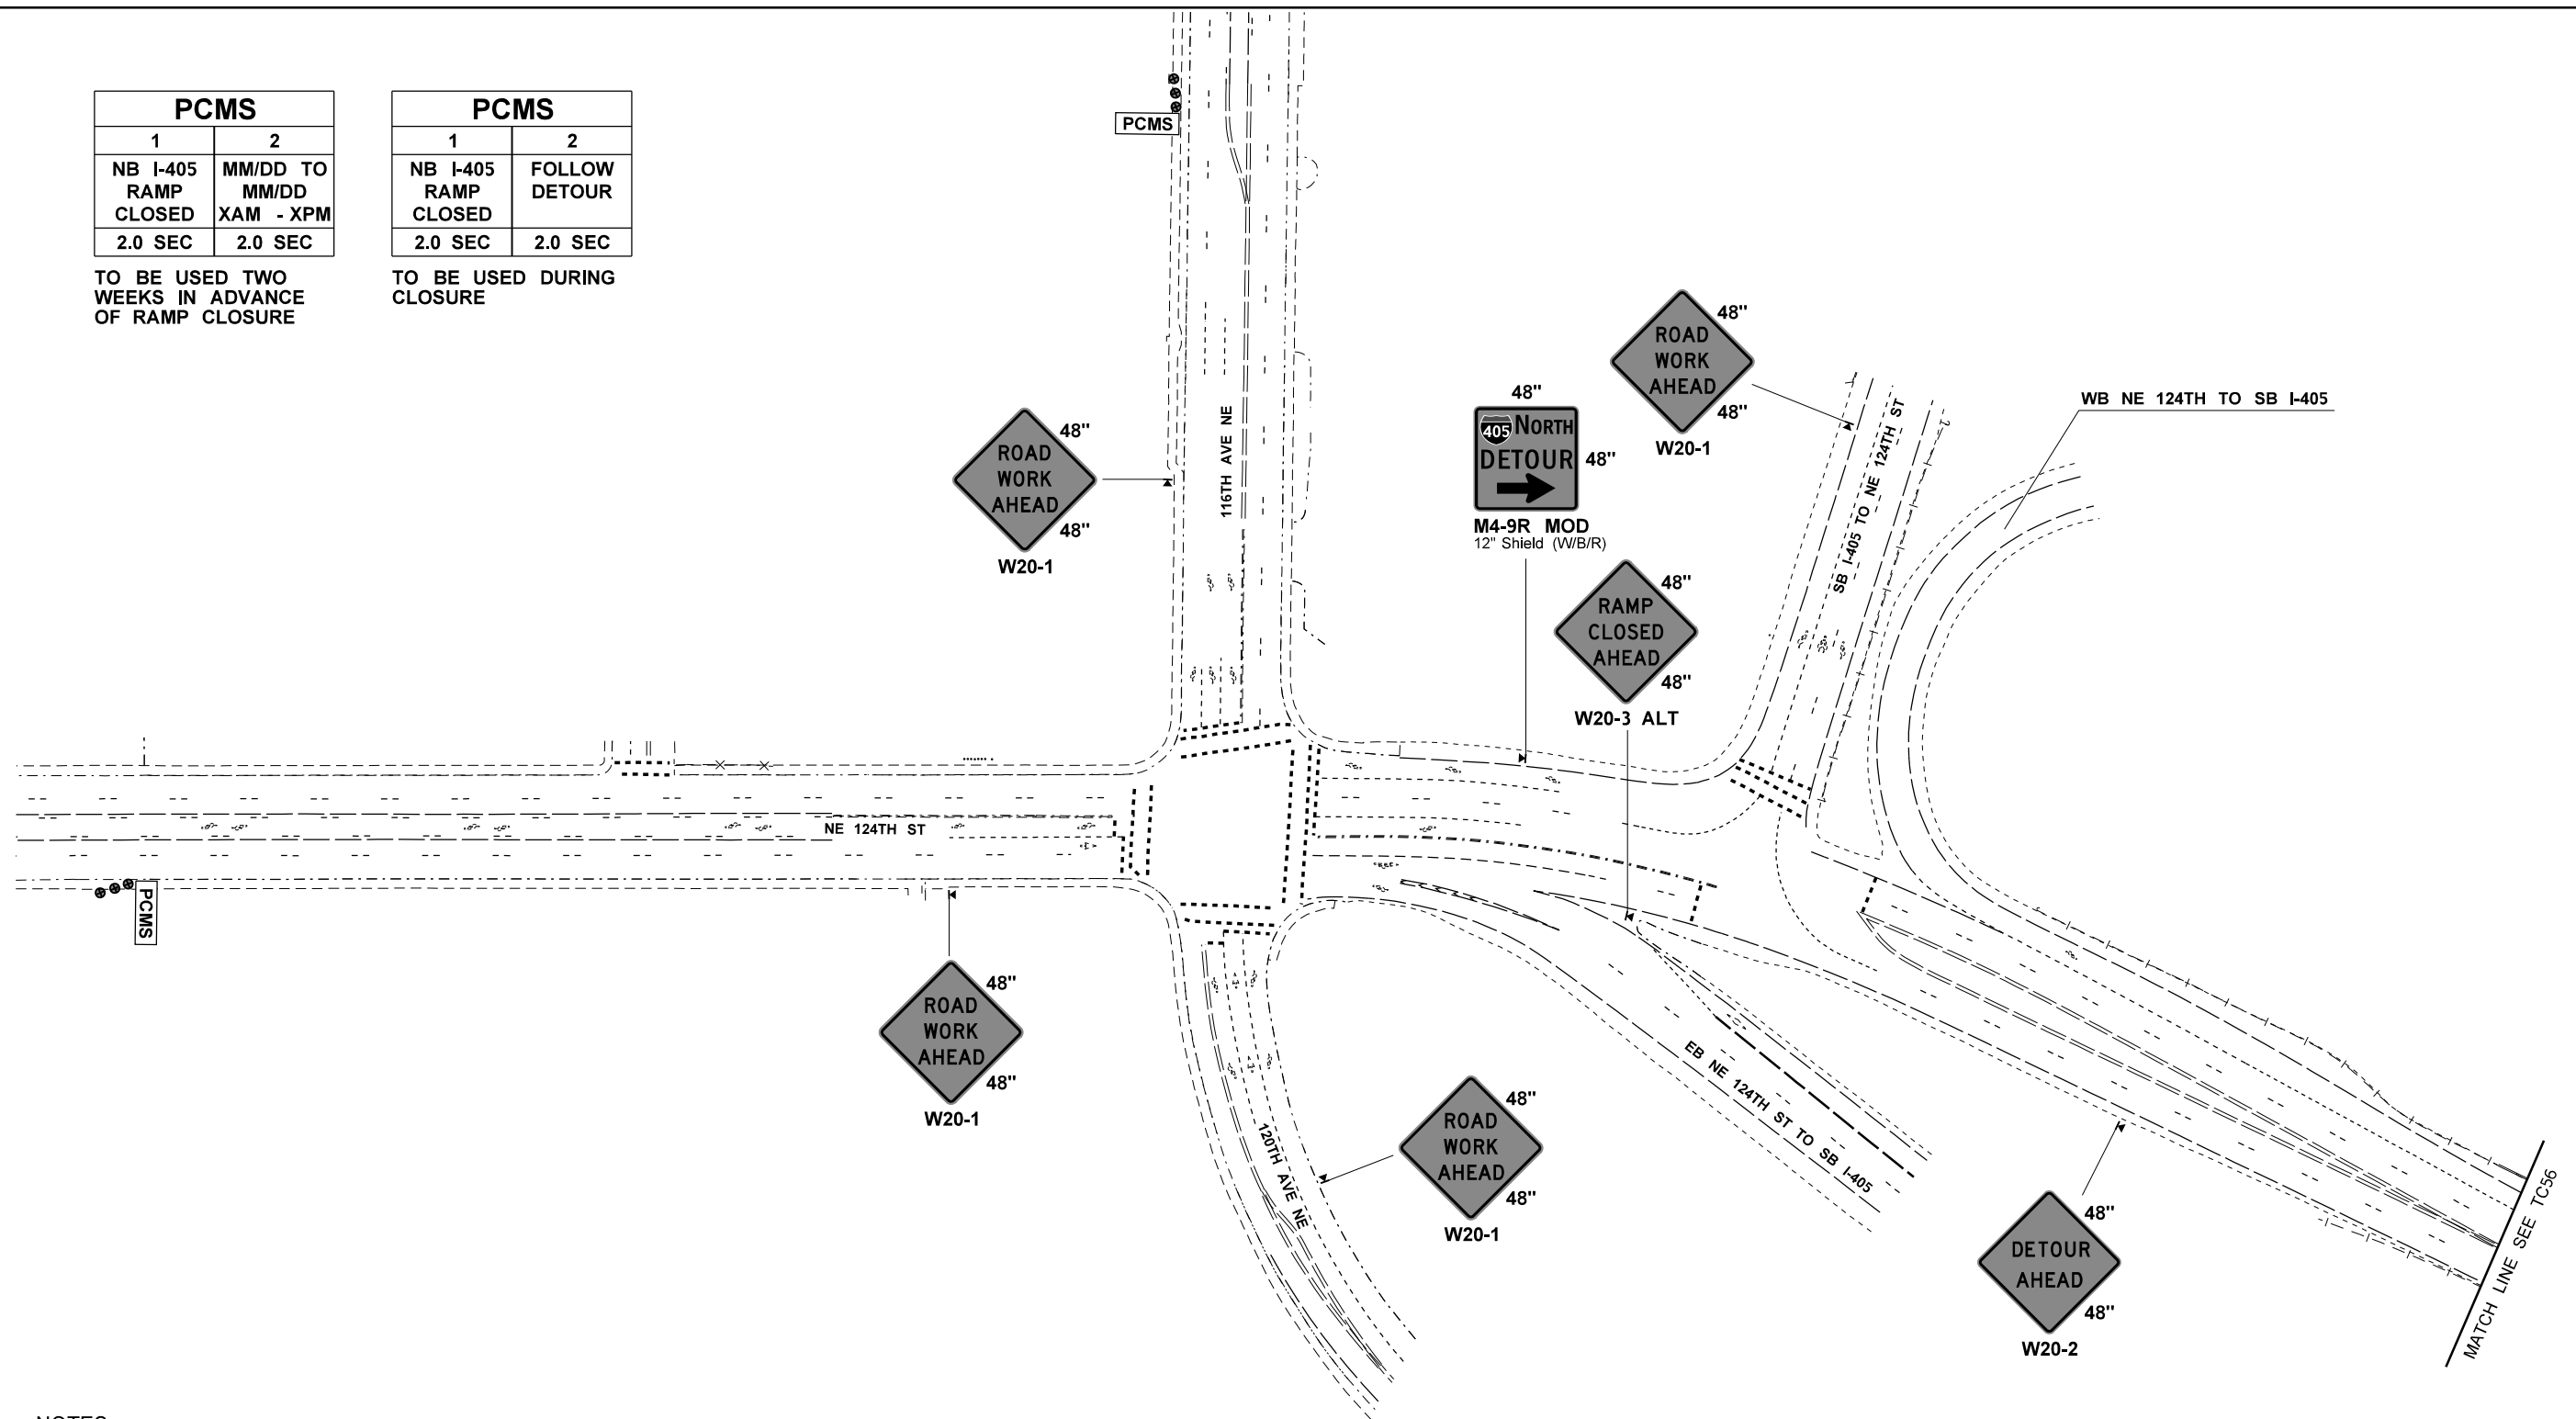 PCMS
1 2
NB I-405 MM/DD TO
RAMP MM/DD
CLOSED XAM - XPM
2.0 SEC 2.0 SEC
TO BE USED TWO
WEEKS IN ADVANCE
OF RAMP CLOSURE
PCMS
1 2
NB I-405 FOLLOW
RAMP DETOUR
CLOSED
2.0 SEC 2.0 SEC
TO BE USED DURING
CLOSURE
PCMS
116TH AVE NE
ROAD
WORK
AHEAD
48"
48"
W20-1
48"
405 NORTH
DETOUR
48"
M4-9R MOD
12" Shield (W/B/R)
ROAD
WORK
AHEAD
48"
48"
W20-1
RAMP
CLOSED
AHEAD
48"
48"
W20-3 ALT
SB I-405 TO NE 124TH ST
WB NE 124TH TO SB I-405
NE 124TH ST
PCMS
ROAD
WORK
AHEAD
48"
48"
W20-1
120TH AVE NE
ROAD
WORK
AHEAD
48"
48"
W20-1
EB NE 124TH ST TO SB I-405
DETOUR
AHEAD
48"
48"
W20-2
MATCH LINE SEE TC56
NOTES